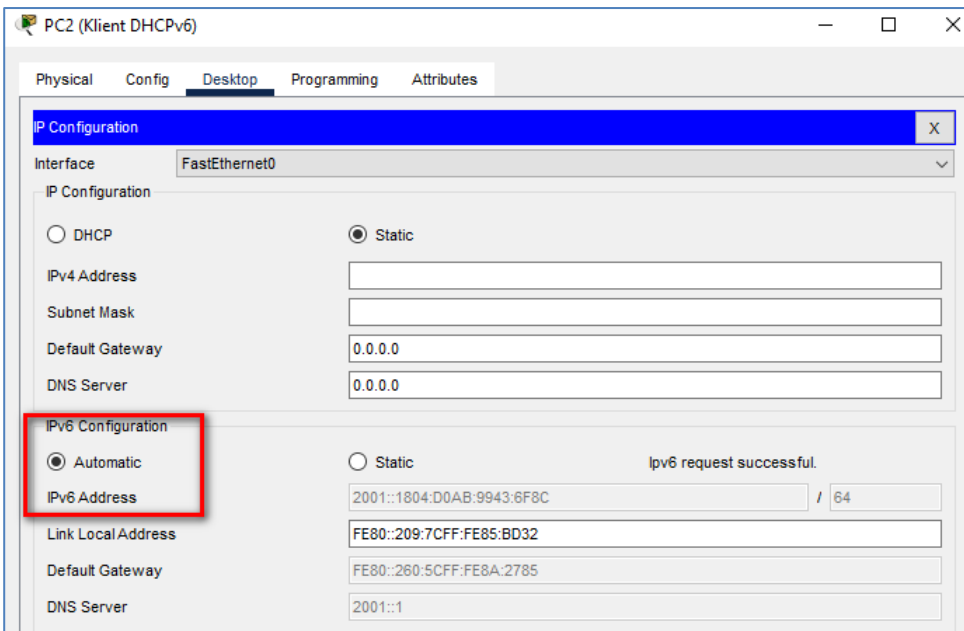 PC2 (Klient DHCPv6)
Physical Config Desktop Programming Attributes
IP Configuration X
Interface FastEthernet0
IP Configuration
DHCP Static
IPv4 Address
Subnet Mask
Default Gateway 0.0.0.0
DNS Server 0.0.0.0
IPv6 Configuration
Automatic Static Ipv6 request successful.
IPv6 Address 2001::1804:D0AB:9943:6F8C / 64
Link Local Address FE80::209:7CFF:FE85:BD32
Default Gateway FE80::260:5CFF:FE8A:2785
DNS Server 2001::1